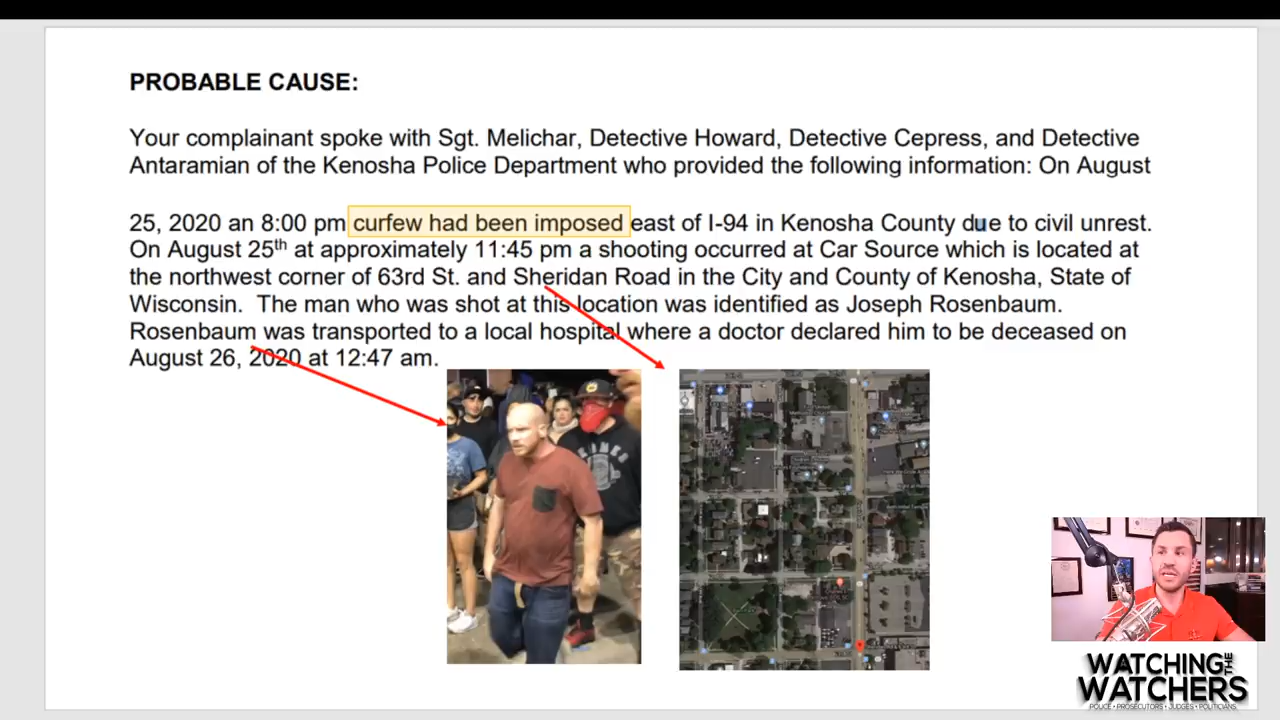 PROBABLE CAUSE:
Your complainant spoke with Sgt. Melichar, Detective Howard, Detective Cepress, and Detective
Antaramian of the Kenosha Police Department who provided the following information: On August
25, 2020 an 8:00 pm curfew had been imposed east of I-94 in Kenosha County due to civil unrest.
On August 25th at approximately 11:45 pm a shooting occurred at Car Source which is located at
the northwest corner of 63rd St. and Sheridan Road in the City and County of Kenosha, State of
Wisconsin.  The man who was shot at this location was identified as Joseph Rosenbaum.
Rosenbaum was transported to a local hospital where a doctor declared him to be deceased on
August 26, 2020 at 12:47 am.
WATCHING THE
WATCHERS
POLICE • PROSECUTORS • JUDGES • POLITICIANS